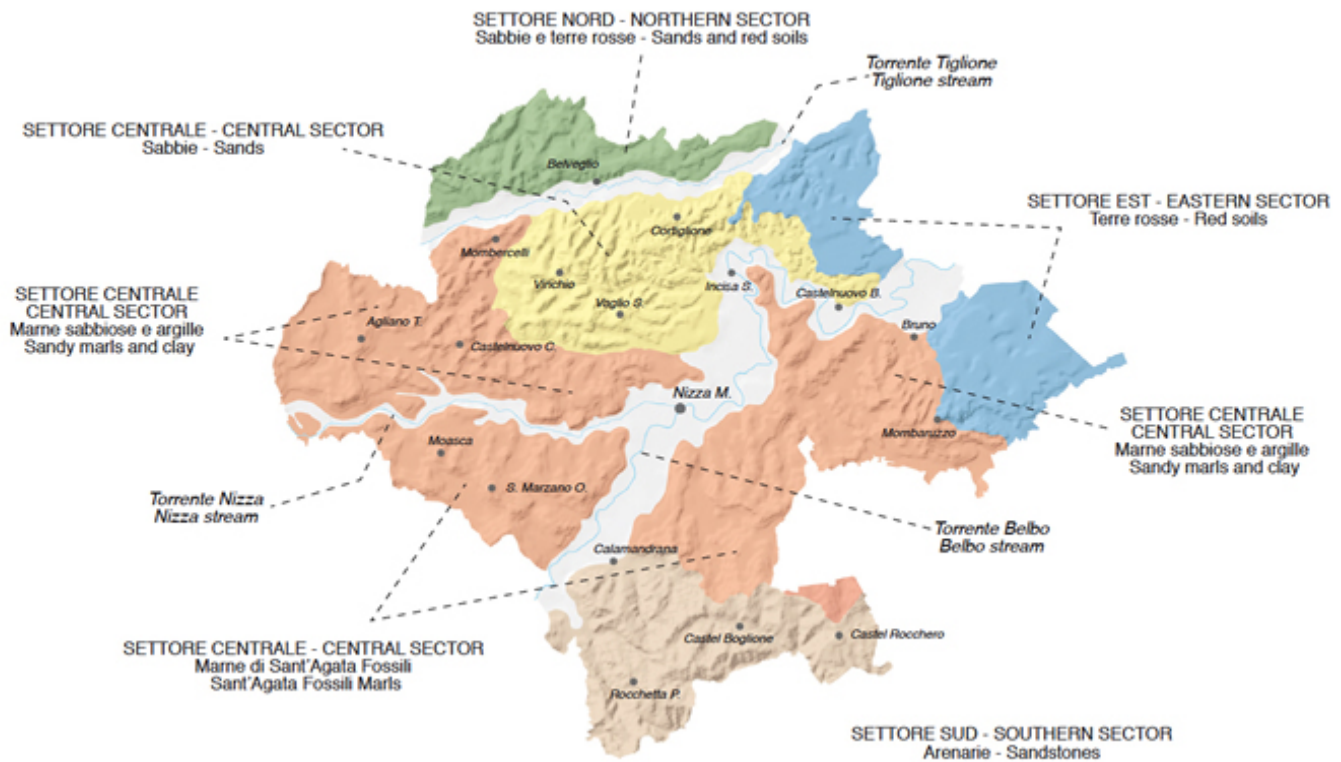 SETTORE NORD - NORTHERN SECTOR
Sabbie e terre rosse - Sands and red soils
Torrente Tiglione
Tiglione stream
SETTORE CENTRALE - CENTRAL SECTOR
Sabbie - Sands
Belveglio
SETTORE EST - EASTERN SECTOR
Terre rosse - Red soils
Cortiglione
Mombercelli
Vinchio
Incisa S.
Castelnuovo B.
Vaglio S.
SETTORE CENTRALE
CENTRAL SECTOR
Marne sabbiose e argille
Sandy marls and clay
Agliano T.
Castelnuovo C.
Bruno
Nizza M.
Mombaruzzo
SETTORE CENTRALE
CENTRAL SECTOR
Marne sabbiose e argille
Sandy marls and clay
Moasca
S. Marzano O.
Torrente Nizza
Nizza stream
Torrente Belbo
Belbo stream
Calamandrana
SETTORE CENTRALE - CENTRAL SECTOR
Marne di Sant'Agata Fossili
Sant'Agata Fossili Marls
Castel Boglione
Castel Rocchero
Rocchetta P.
SETTORE SUD - SOUTHERN SECTOR
Arenarie - Sandstones